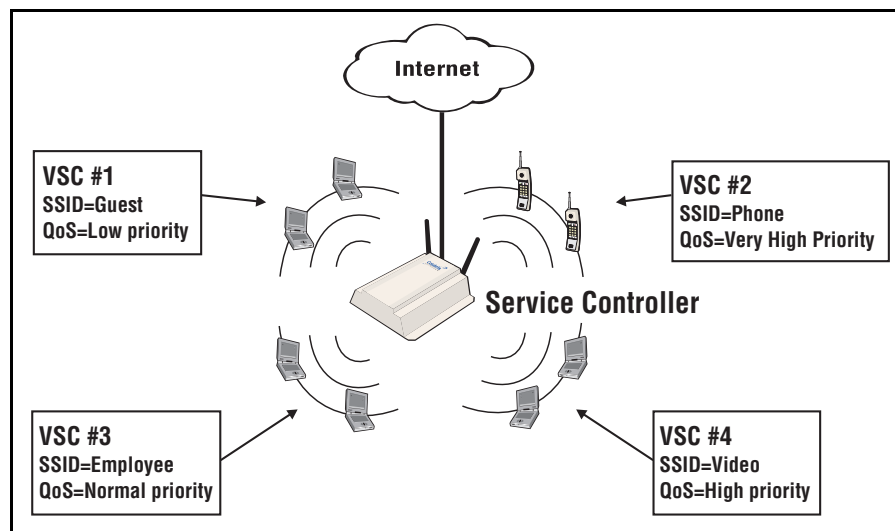 Internet
VSC #1
SSID=Guest
QoS=Low priority
VSC #2
SSID=Phone
QoS=Very High Priority
Service Controller
VSC #3
SSID=Employee
QoS=Normal priority
VSC #4
SSID=Video
QoS=High priority